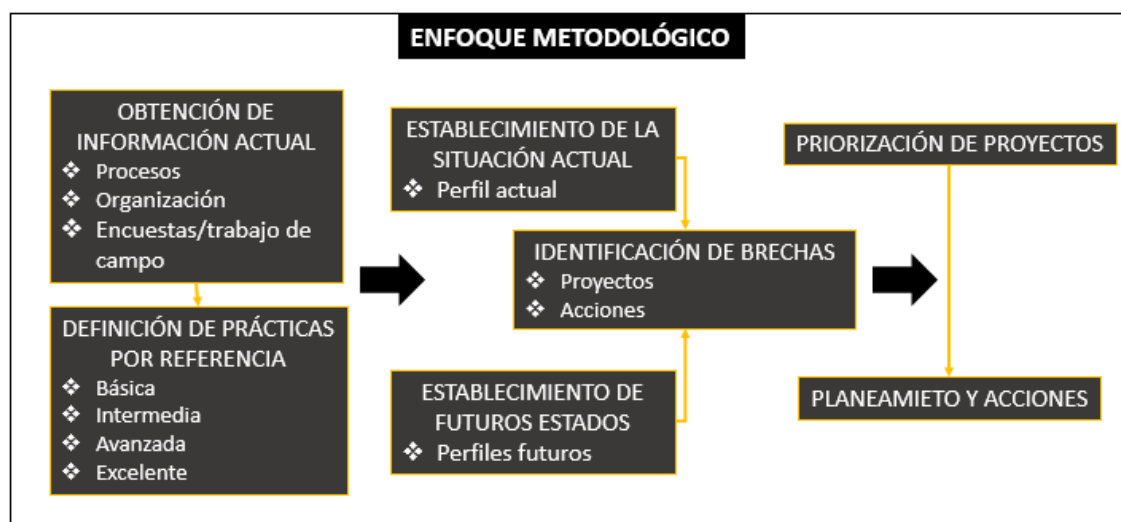 ENFOQUE METODOLÓGICO
OBTENCIÓN DE
INFORMACIÓN ACTUAL
❖ Procesos
❖ Organización
❖ Encuestas/trabajo de
campo
DEFINICIÓN DE PRÁCTICAS
POR REFERENCIA
❖ Básica
❖ Intermedia
❖ Avanzada
❖ Excelente
ESTABLECIMIENTO DE LA
SITUACIÓN ACTUAL
❖ Perfil actual
IDENTIFICACIÓN DE BRECHAS
❖ Proyectos
❖ Acciones
ESTABLECIMIENTO DE
FUTUROS ESTADOS
❖ Perfiles futuros
PRIORIZACIÓN DE PROYECTOS
PLANEAMIETO Y ACCIONES